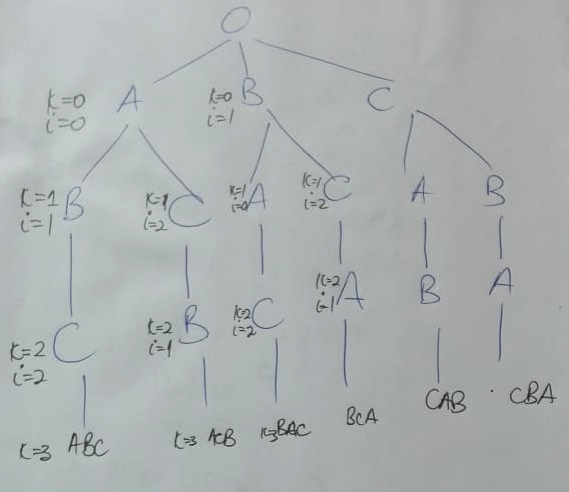 O
K=0 A K=0 B C
i=0 i=1
K=1 B K=1 C K=1 A K=1 C A B
i=1 i=2 i=0 i=2
K=2 C K=2 B K=2 C K=2 A B A
i=2 i=1 i=2 i=1
K=3 ABC K=3 ACB K=3 BAC BCA CAB CBA